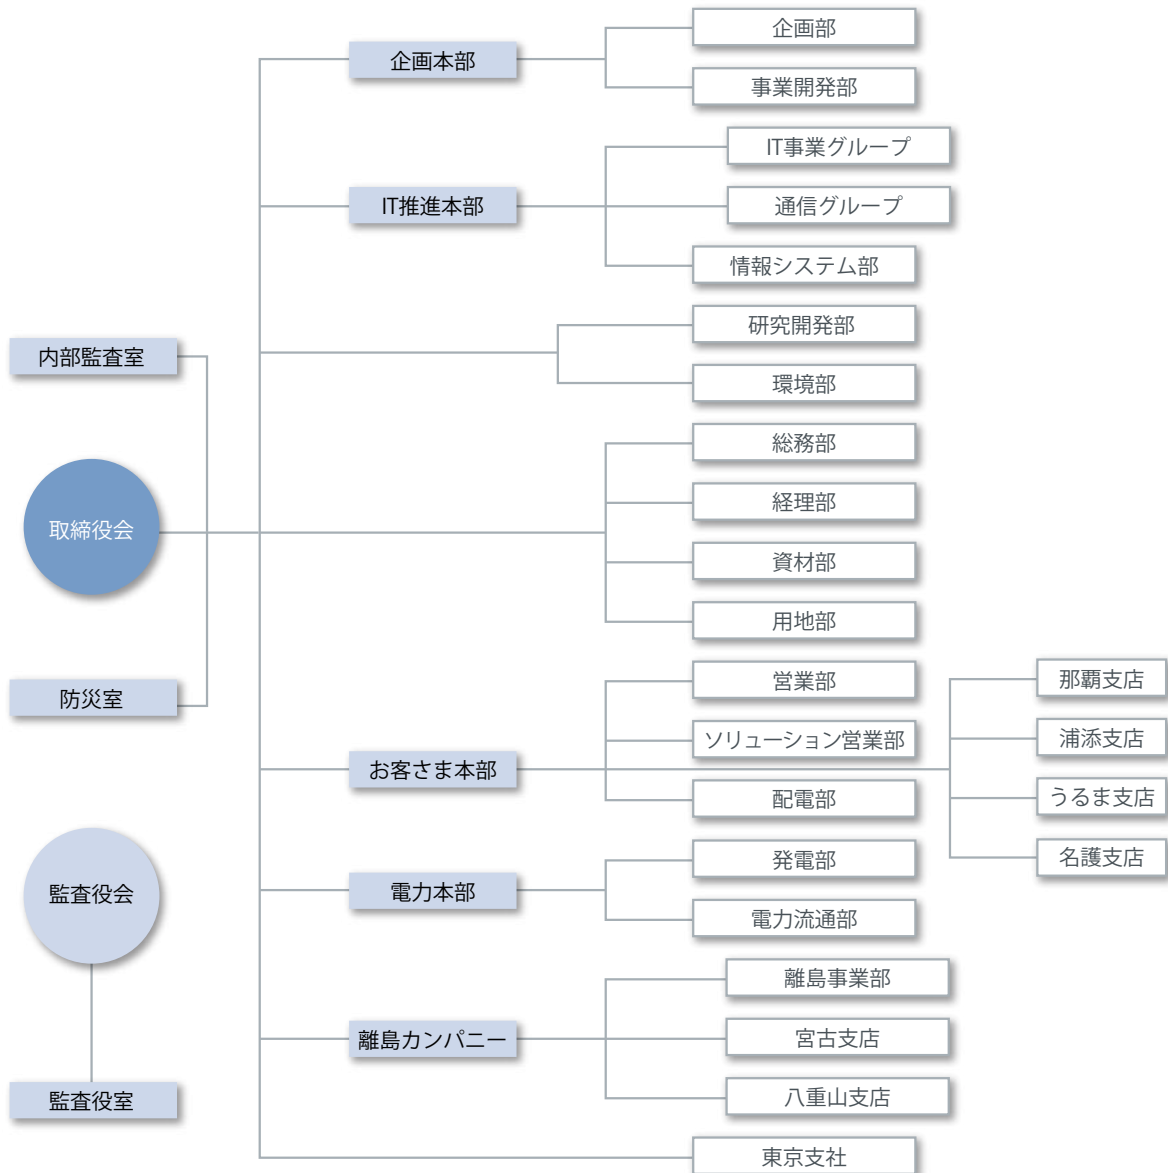 企画部
企画本部
事業開発部
IT事業グループ
IT推進本部
通信グループ
情報システム部
研究開発部
内部監査室
環境部
総務部
経理部
取締役会
資材部
用地部
営業部
那覇支店
防災室
ソリューション営業部
浦添支店
お客さま本部
配電部
うるま支店
発電部
名護支店
監査役会
電力本部
電力流通部
離島事業部
離島カンパニー
宮古支店
監査役室
八重山支店
東京支社